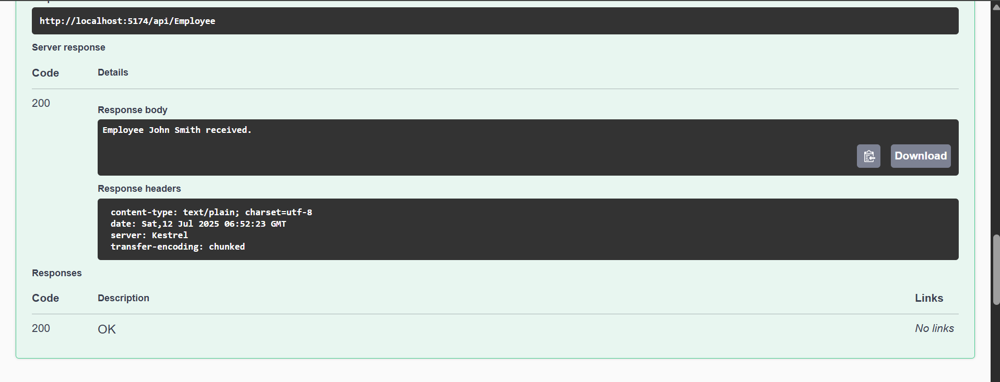 http://localhost:5174/api/Employee
Server response
Code Details
200
Response body
Employee John Smith received.
Download
Response headers
content-type: text/plain; charset=utf-8
date: Sat,12 Jul 2025 06:52:23 GMT
server: Kestrel
transfer-encoding: chunked
Responses
Code Description Links
200 OK No links